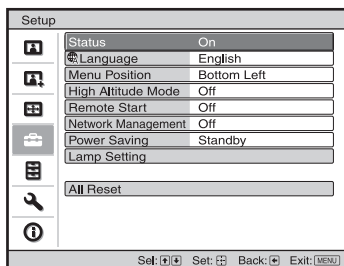 Setup
Status On
Language English
Menu Position Bottom Left
High Altitude Mode Off
Remote Start Off
Network Management Off
Power Saving Standby
Lamp Setting
All Reset
Sel: Set: Back: Exit: MENU